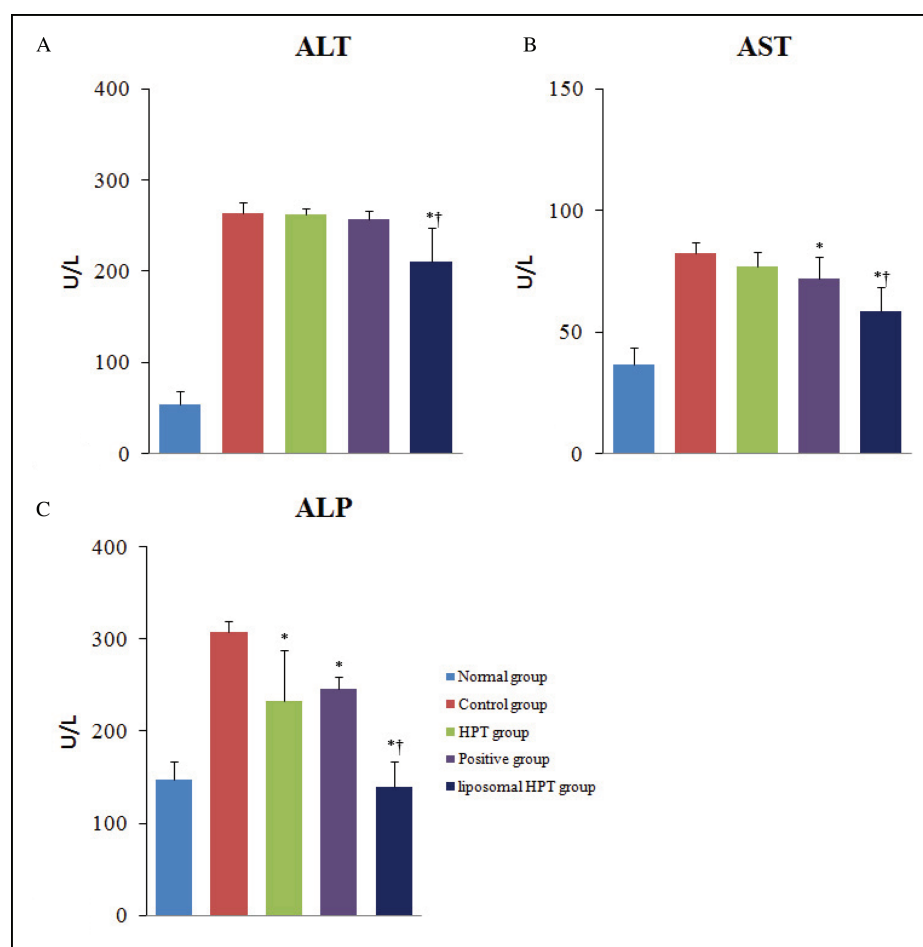 A
ALT
400
300
200
100
0
U/L
*†
B
AST
150
100
50
0
U/L
*
*†
C
ALP
400
300
200
100
0
U/L
*
*
*†
Normal group
Control group
HPT group
Positive group
liposomal HPT group